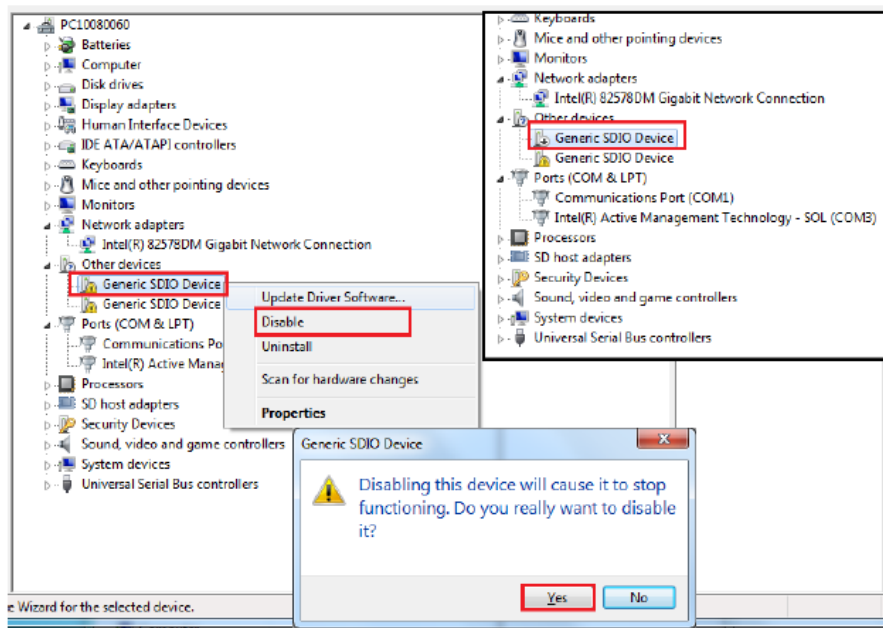 PC10080060
Batteries
Computer
Disk drives
Display adapters
Human Interface Devices
IDE ATA/ATAPI controllers
Keyboards
Mice and other pointing devices
Monitors
Network adapters
Intel(R) 82578DM Gigabit Network Connection
Other devices
Generic SDIO Device
Generic SDIO Device
Ports (COM & LPT)
Communications Po
Intel(R) Active Manag
Processors
SD host adapters
Security Devices
Sound, video and game controllers
System devices
Universal Serial Bus controllers
Update Driver Software...
Disable
Uninstall
Scan for hardware changes
Properties
Keyboards
Mice and other pointing devices
Monitors
Network adapters
Intel(R) 82578DM Gigabit Network Connection
Other devices
Generic SDIO Device
Generic SDIO Device
Ports (COM & LPT)
Communications Port (COM1)
Intel(R) Active Management Technology - SOL (COM3)
Processors
SD host adapters
Security Devices
Sound, video and game controllers
System devices
Universal Serial Bus controllers
Generic SDIO Device
X
Disabling this device will cause it to stop
functioning. Do you really want to disable
it?
Yes
No
e Wizard for the selected device.